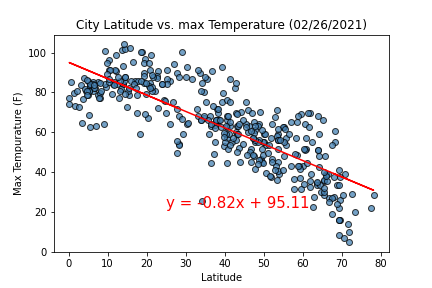 City Latitude vs. max Temperature (02/26/2021)
100
80
60
40
20
0
Max Tempurature (F)
y = -0.82x + 95.11
0 10 20 30 40 50 60 70 80
Latitude